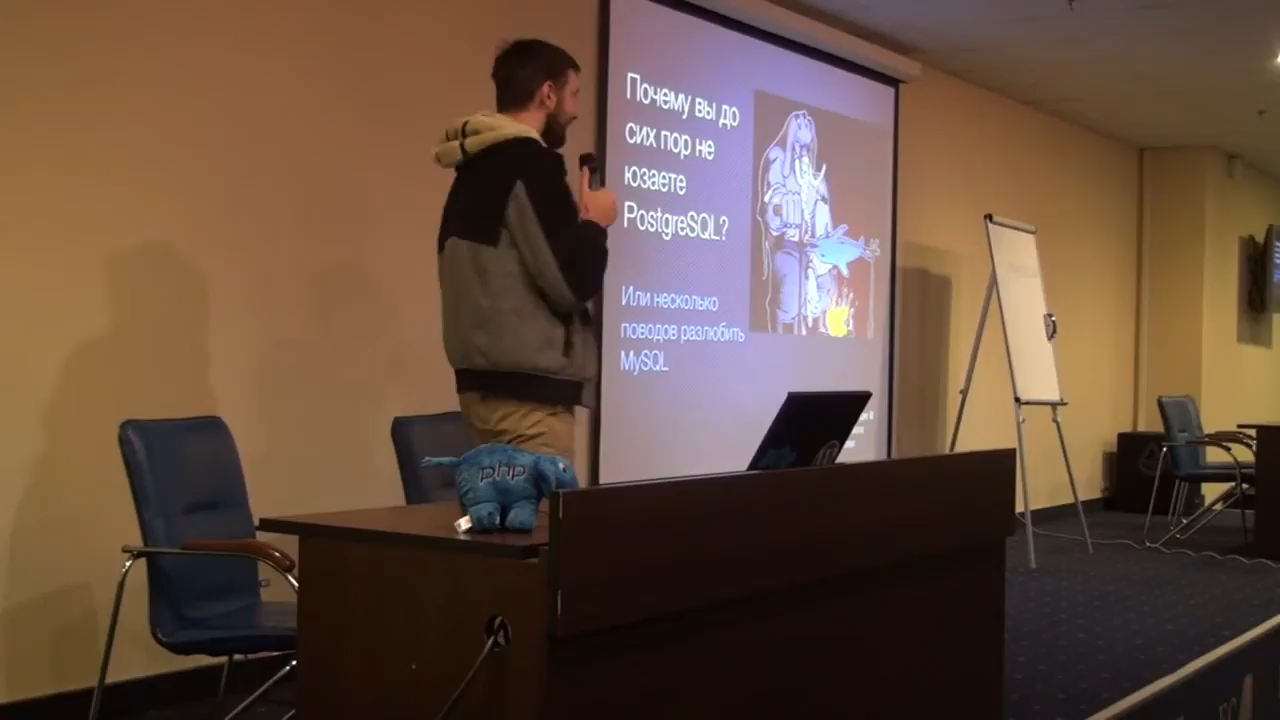 Почему вы до
сих пор не
юзаете
PostgreSQL?
Или несколько
поводов разлюбить
MySQL
php